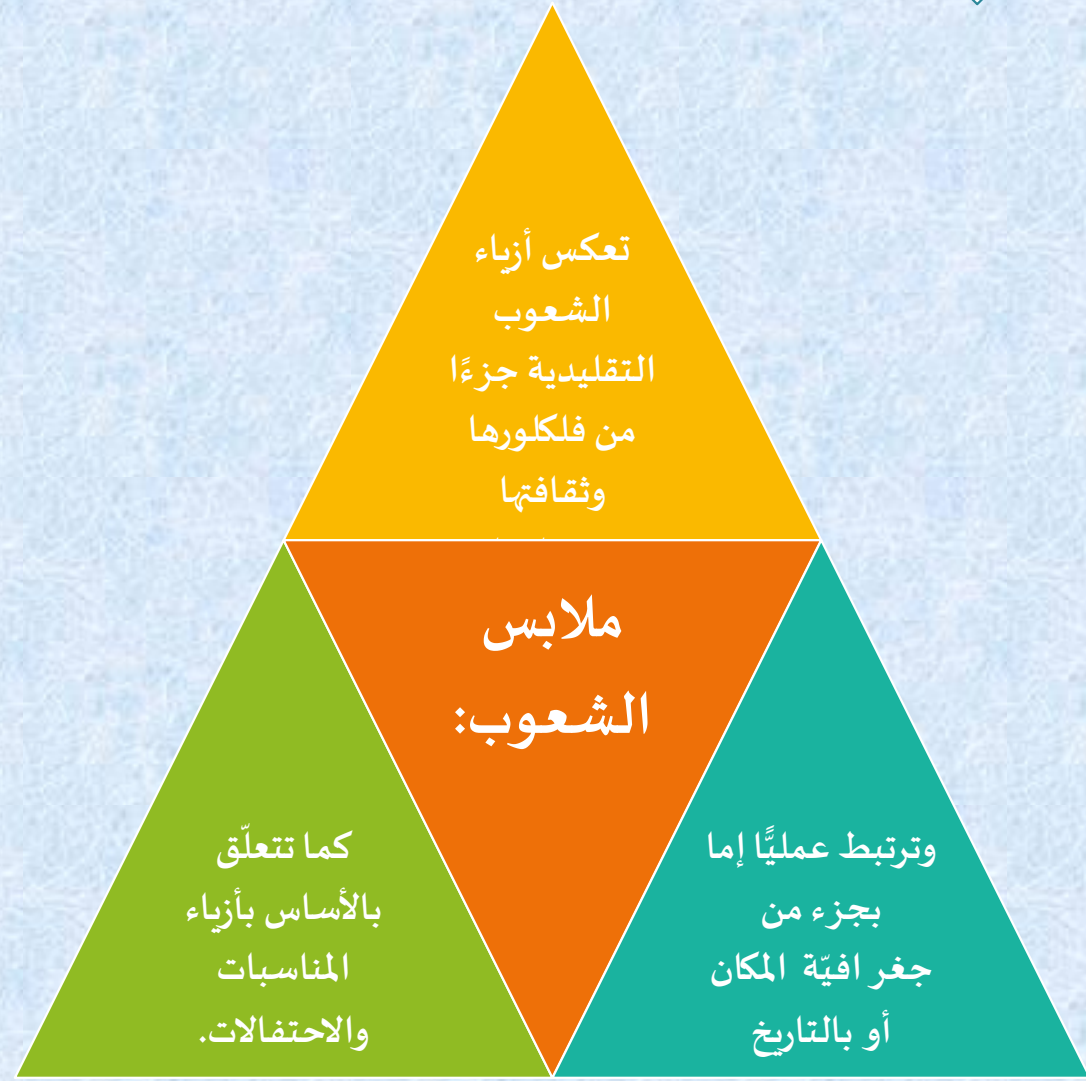 تعكس أزياء
الشعوب
التقليدية جزءًا
من فلكلورها
وثقافتها
ملابس
الشعوب:
وترتبط عمليًّا إما
بجزء من
جغرافيّة المكان
أو بالتاريخ
كما تتعلّق
بالأساس بأزياء
المناسبات
والاحتفالات.